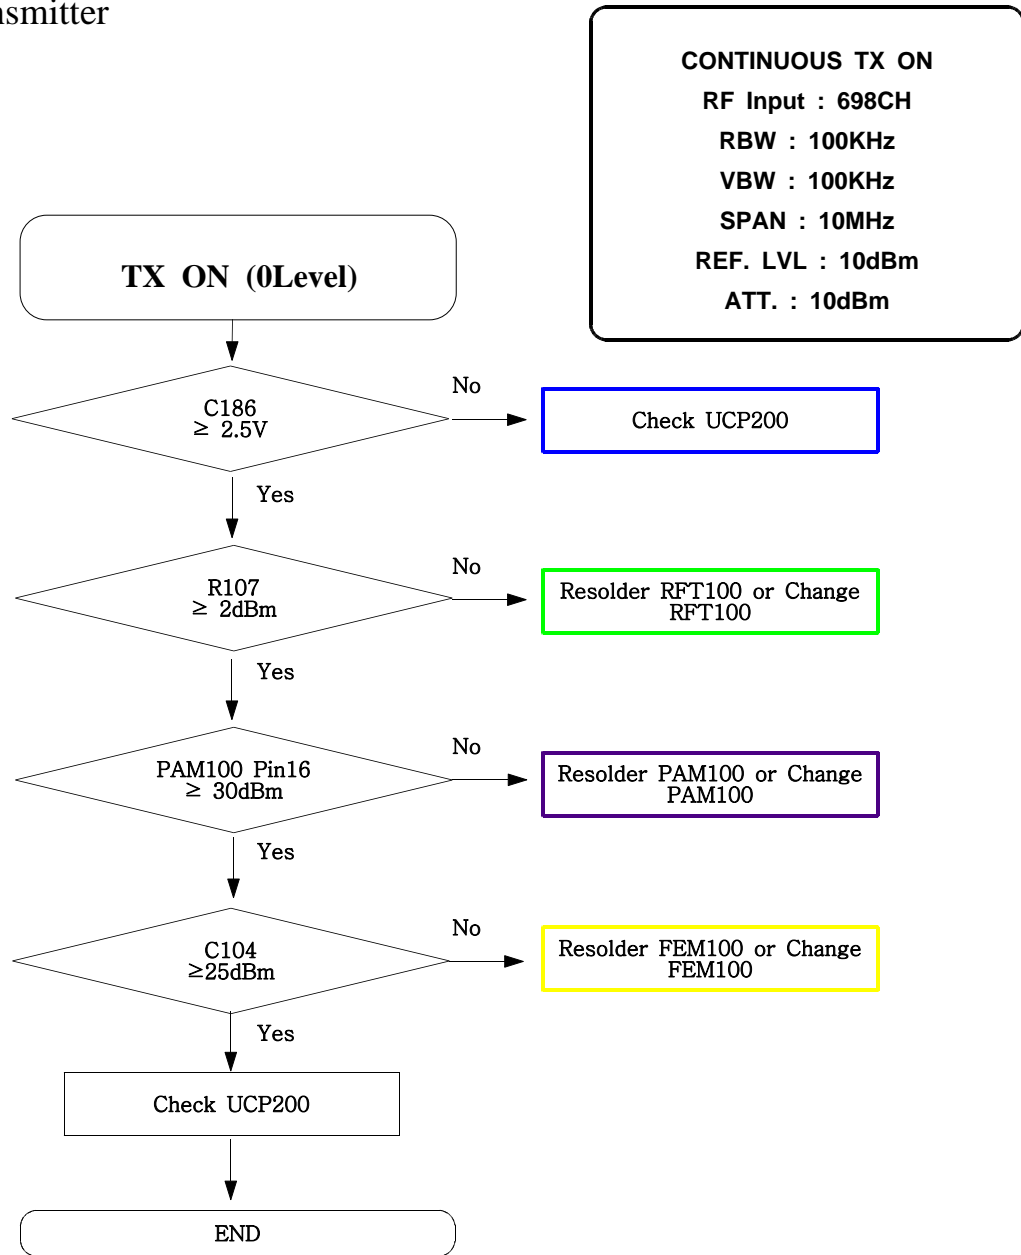 nsmitter
CONTINUOUS TX ON
RF Input : 698CH
RBW : 100KHz
VBW : 100KHz
SPAN : 10MHz
REF. LVL : 10dBm
ATT. : 10dBm
TX ON (0Level)
C186
≥ 2.5V
No
Check UCP200
Yes
R107
≥ 2dBm
No
Resolder RFT100 or Change
RFT100
Yes
PAM100 Pin16
≥ 30dBm
No
Resolder PAM100 or Change
PAM100
Yes
C104
≥25dBm
No
Resolder FEM100 or Change
FEM100
Yes
Check UCP200
END